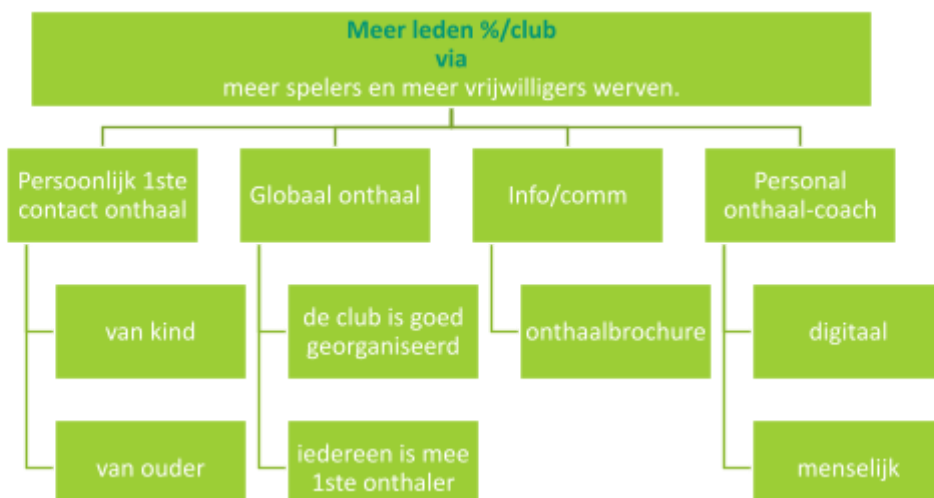 Meer leden %/club
via
meer spelers en meer vrijwilligers werven.
Persoonlijk 1ste
contact onthaal
van kind
van ouder
Globaal onthaal
de club is goed
georganiseerd
iedereen is mee
1ste onthaler
Info/comm
onthaalbrochure
Personal
onthaal-coach
digitaal
menselijk